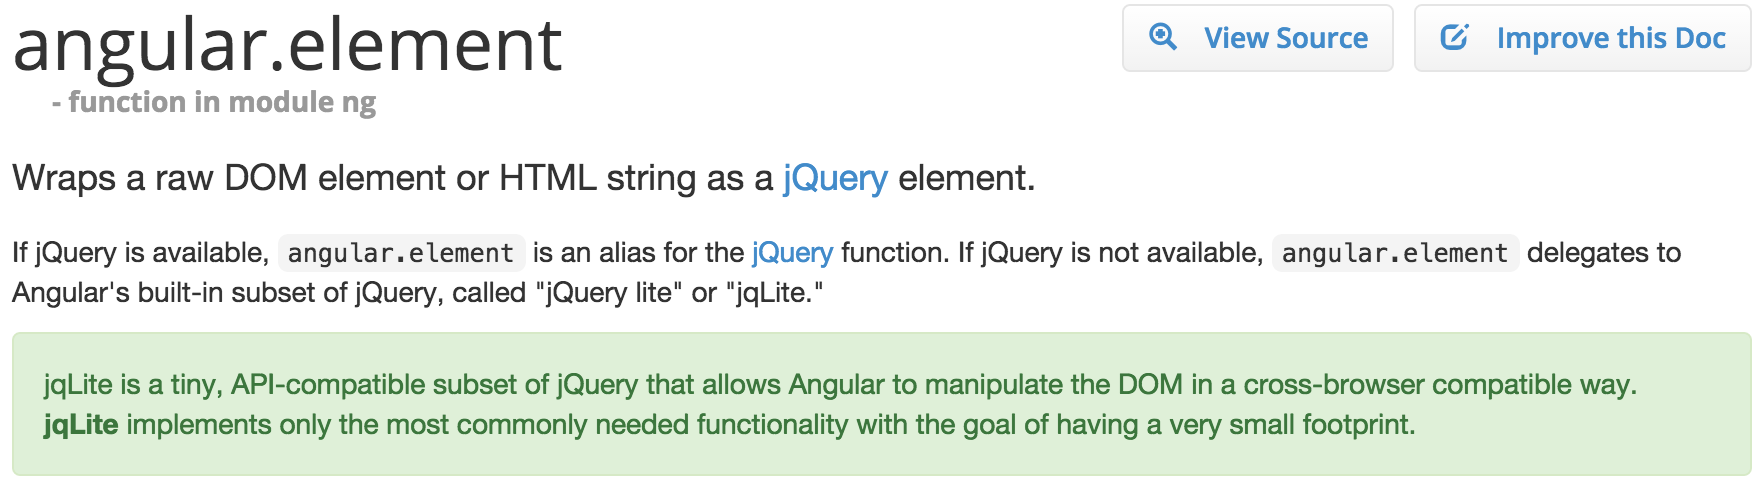 angular.element
View Source
Improve this Doc
- function in module ng
Wraps a raw DOM element or HTML string as a jQuery element.
If jQuery is available, angular.element is an alias for the jQuery function. If jQuery is not available, angular.element delegates to
Angular's built-in subset of jQuery, called "jQuery lite" or "jqLite."
jqLite is a tiny, API-compatible subset of jQuery that allows Angular to manipulate the DOM in a cross-browser compatible way.
jqLite implements only the most commonly needed functionality with the goal of having a very small footprint.